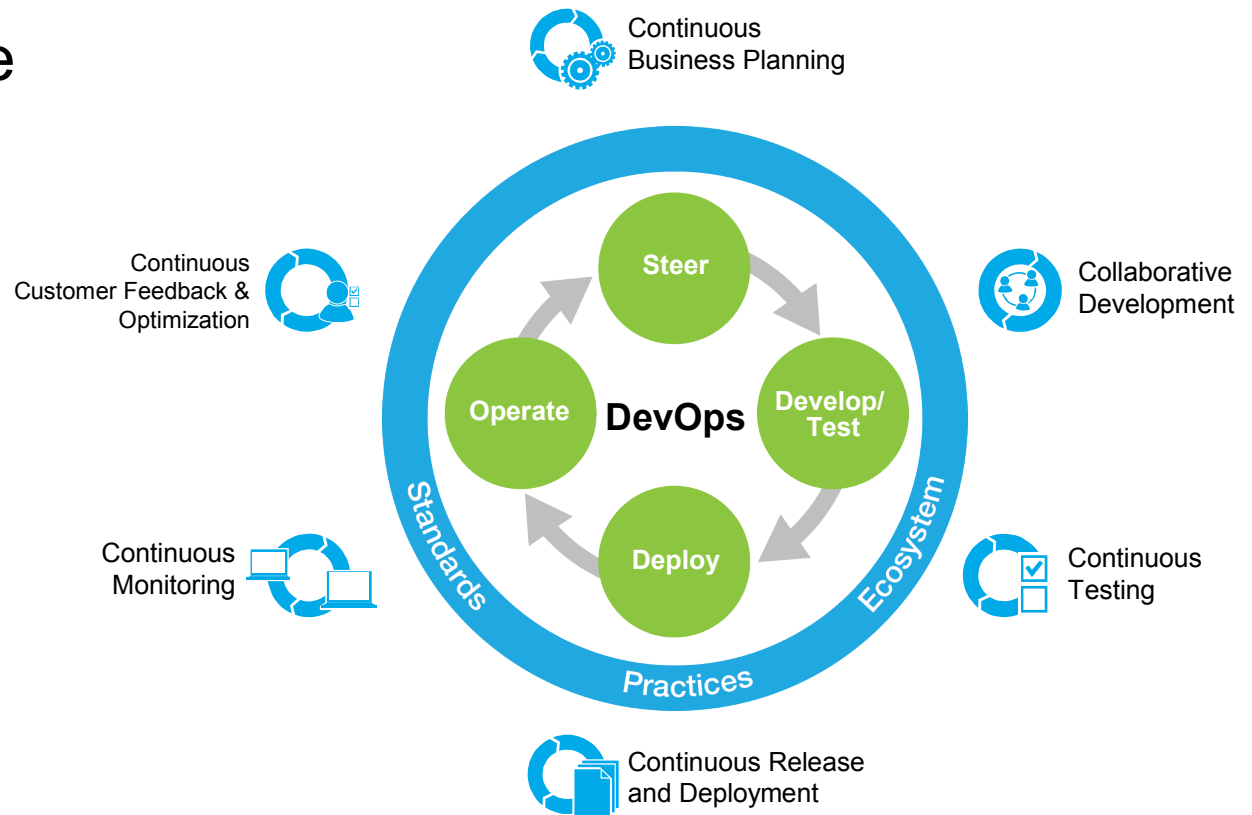 e
Continuous
Business Planning
Continuous
Customer Feedback &
Optimization
Steer
Collaborative
Development
Operate
DevOps
Develop/
Test
Continuous
Monitoring
Deploy
Continuous
Testing
Standards
Practices
Ecosystem
Continuous Release
and Deployment